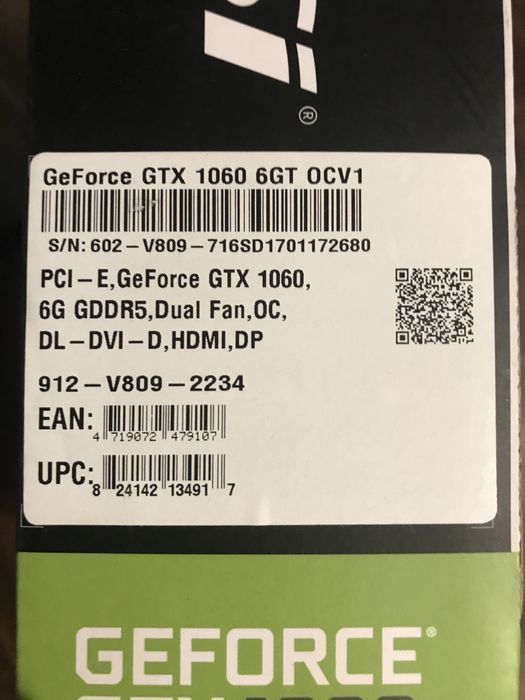 ®
GeForce GTX 1060 6GT OCV1
S/N: 602-V809-716SD1701172680
PCI-E,GeForce GTX 1060,
6G GDDR5,Dual Fan,OC,
DL-DVI-D,HDMI,DP
912-V809-2234
EAN: 4 719072 479107
UPC: 8 24142 13491 7
GEFORCE®